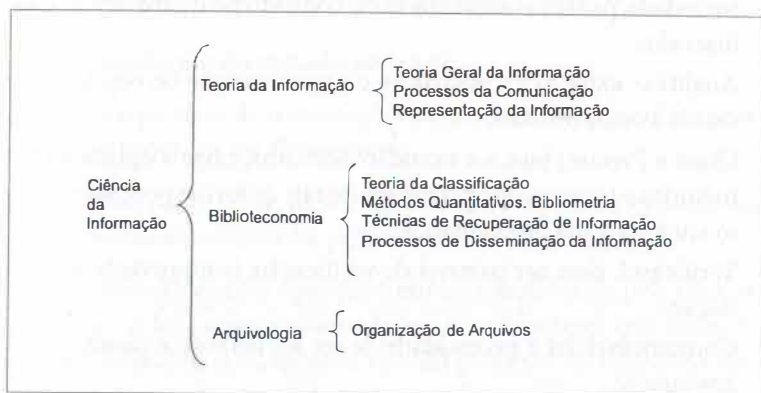 Ciência
da
Informação
Teoria da Informação
Teoria Geral da Informação
Processos da Comunicação
Representação da Informação
Biblioteconomia
Teoria da Classificação
Métodos Quantitativos. Bibliometria
Técnicas de Recuperação de Informação
Processos de Disseminação da Informação
Arquivologia
Organização de Arquivos